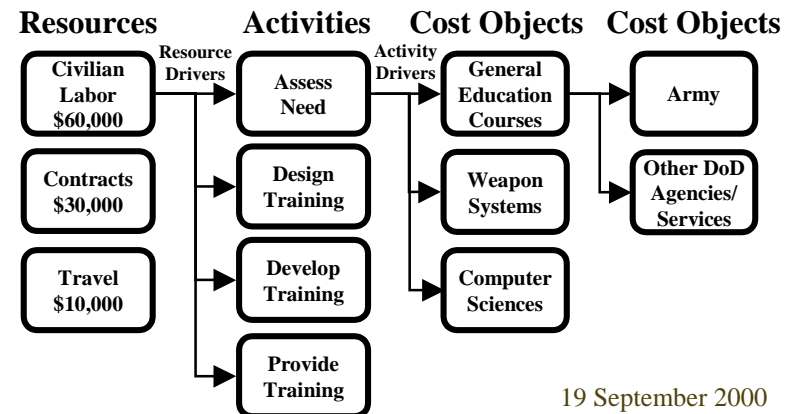 Resources
Activities
Cost Objects
Cost Objects
Civilian
Labor
$60,000
Resource
Drivers
Assess
Need
Activity
Drivers
General
Education
Courses
Army
Contracts
$30,000
Design
Training
Weapon
Systems
Other DoD
Agencies/
Services
Travel
$10,000
Develop
Training
Computer
Sciences
Provide
Training
19 September 2000